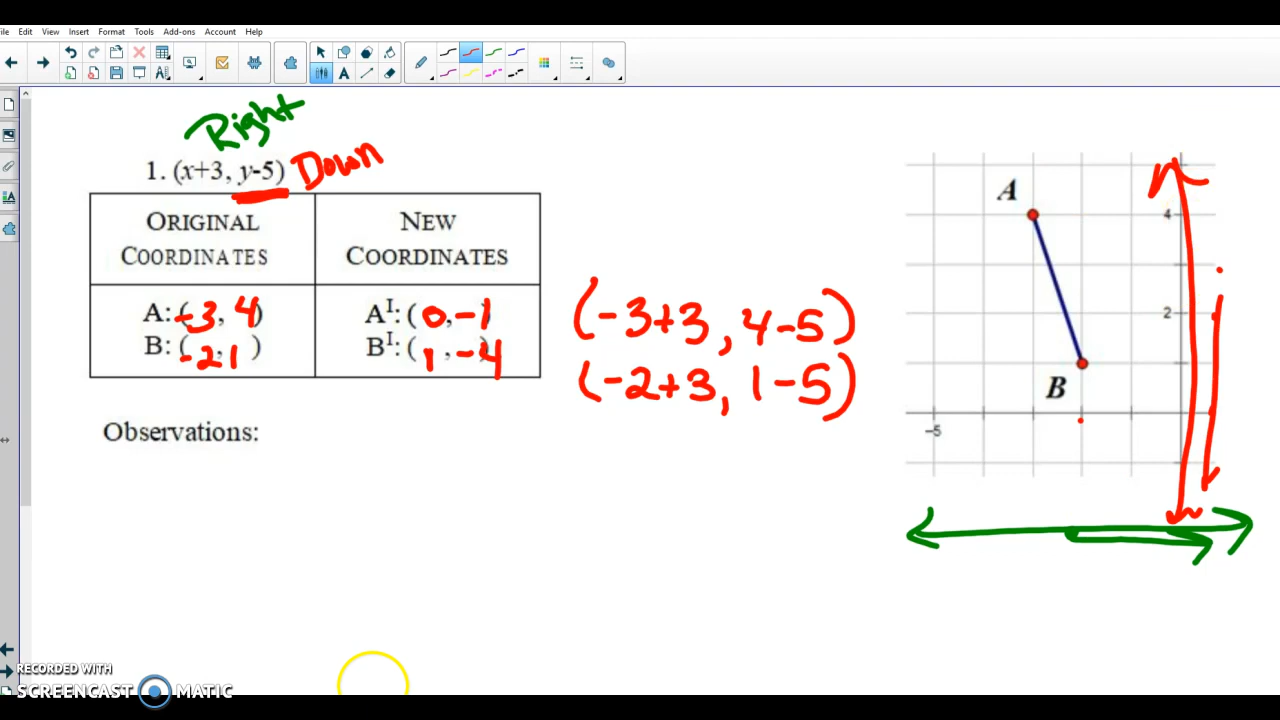 File Edit View Insert Format Tools Add-ons Account Help
Right
1. (x+3, y-5) Down
ORIGINAL COORDINATES
NEW COORDINATES
A: (-3, 4)
A^I: (0, -1)
B: (-2, 1)
B^I: (1, -4)
(-3+3, 4-5)
(-2+3, 1-5)
Observations:
A
4
2
B
-5
RECORDED WITH
SCREENCAST MATIC